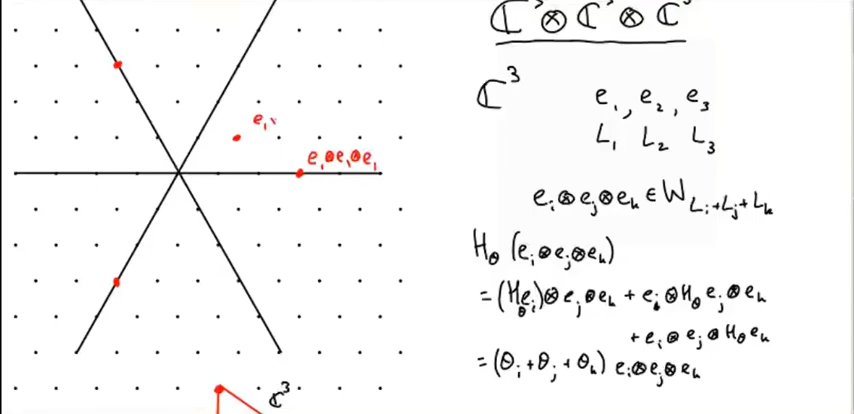 ℂ³ ⊗ ℂ³ ⊗ ℂ³
ℂ³
e₁, e₂, e₃
L₁ L₂ L₃
e₁
e₁⊗e₁⊗e₁
eᵢ⊗eⱼ⊗eₖ ∈ W_{Lᵢ+Lⱼ+Lₖ}
H_θ (eᵢ⊗eⱼ⊗eₖ)
= (H_θ eᵢ)⊗eⱼ⊗eₖ + eᵢ⊗H_θ eⱼ⊗eₖ
+ eᵢ⊗eⱼ⊗H_θ eₖ
= (θᵢ+θⱼ+θₖ) eᵢ⊗eⱼ⊗eₖ
ℂ³